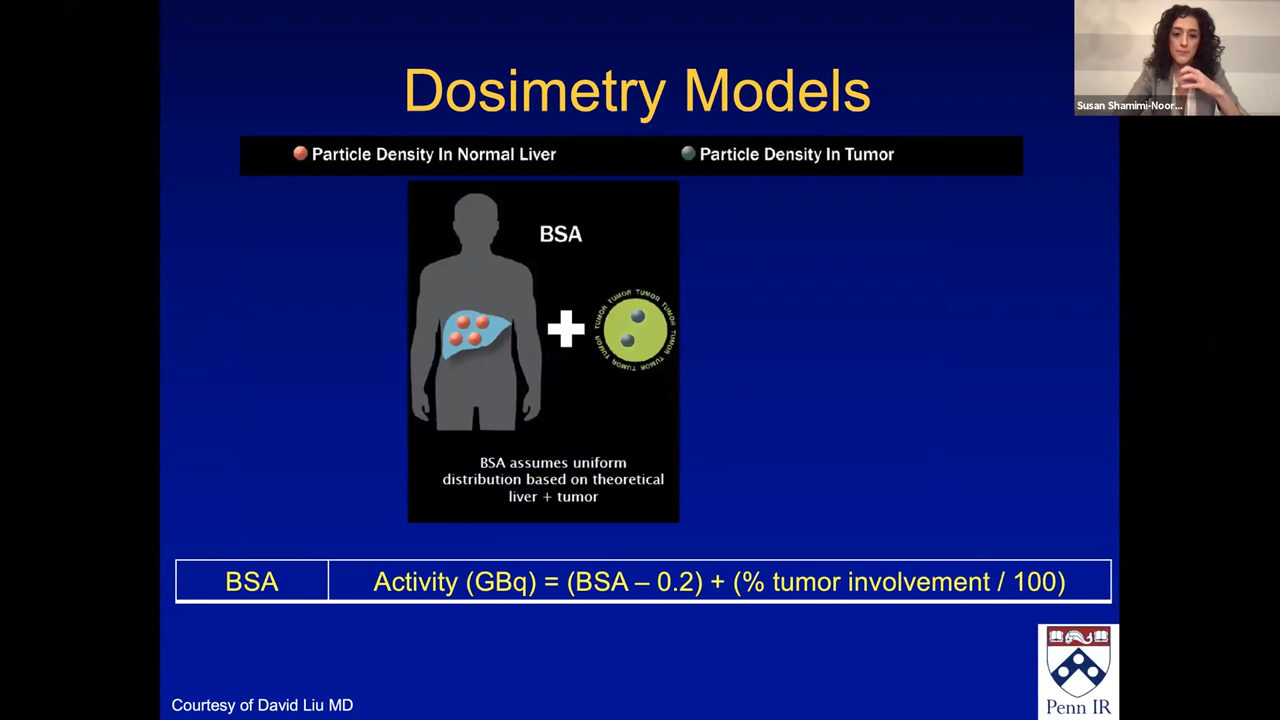 Dosimetry Models
Susan Shamimi-Noor...
Particle Density In Normal Liver
Particle Density In Tumor
BSA
TUMOR TUMOR TUMOR TUMOR TUMOR TUMOR TUMOR TUMOR
BSA assumes uniform
distribution based on theoretical
liver + tumor
BSA
Activity (GBq) = (BSA – 0.2) + (% tumor involvement / 100)
Courtesy of David Liu MD
Penn IR